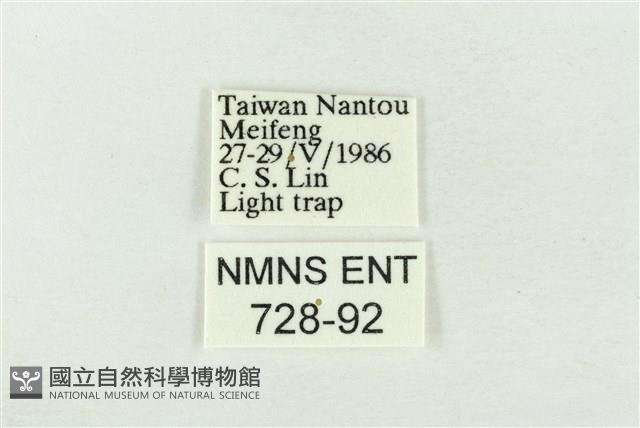 Taiwan Nantou
Meifeng
27-29/V/1986
C. S. Lin
Light trap
NMNS ENT
728-92
國立自然科學博物館
NATIONAL MUSEUM OF NATURAL SCIENCE